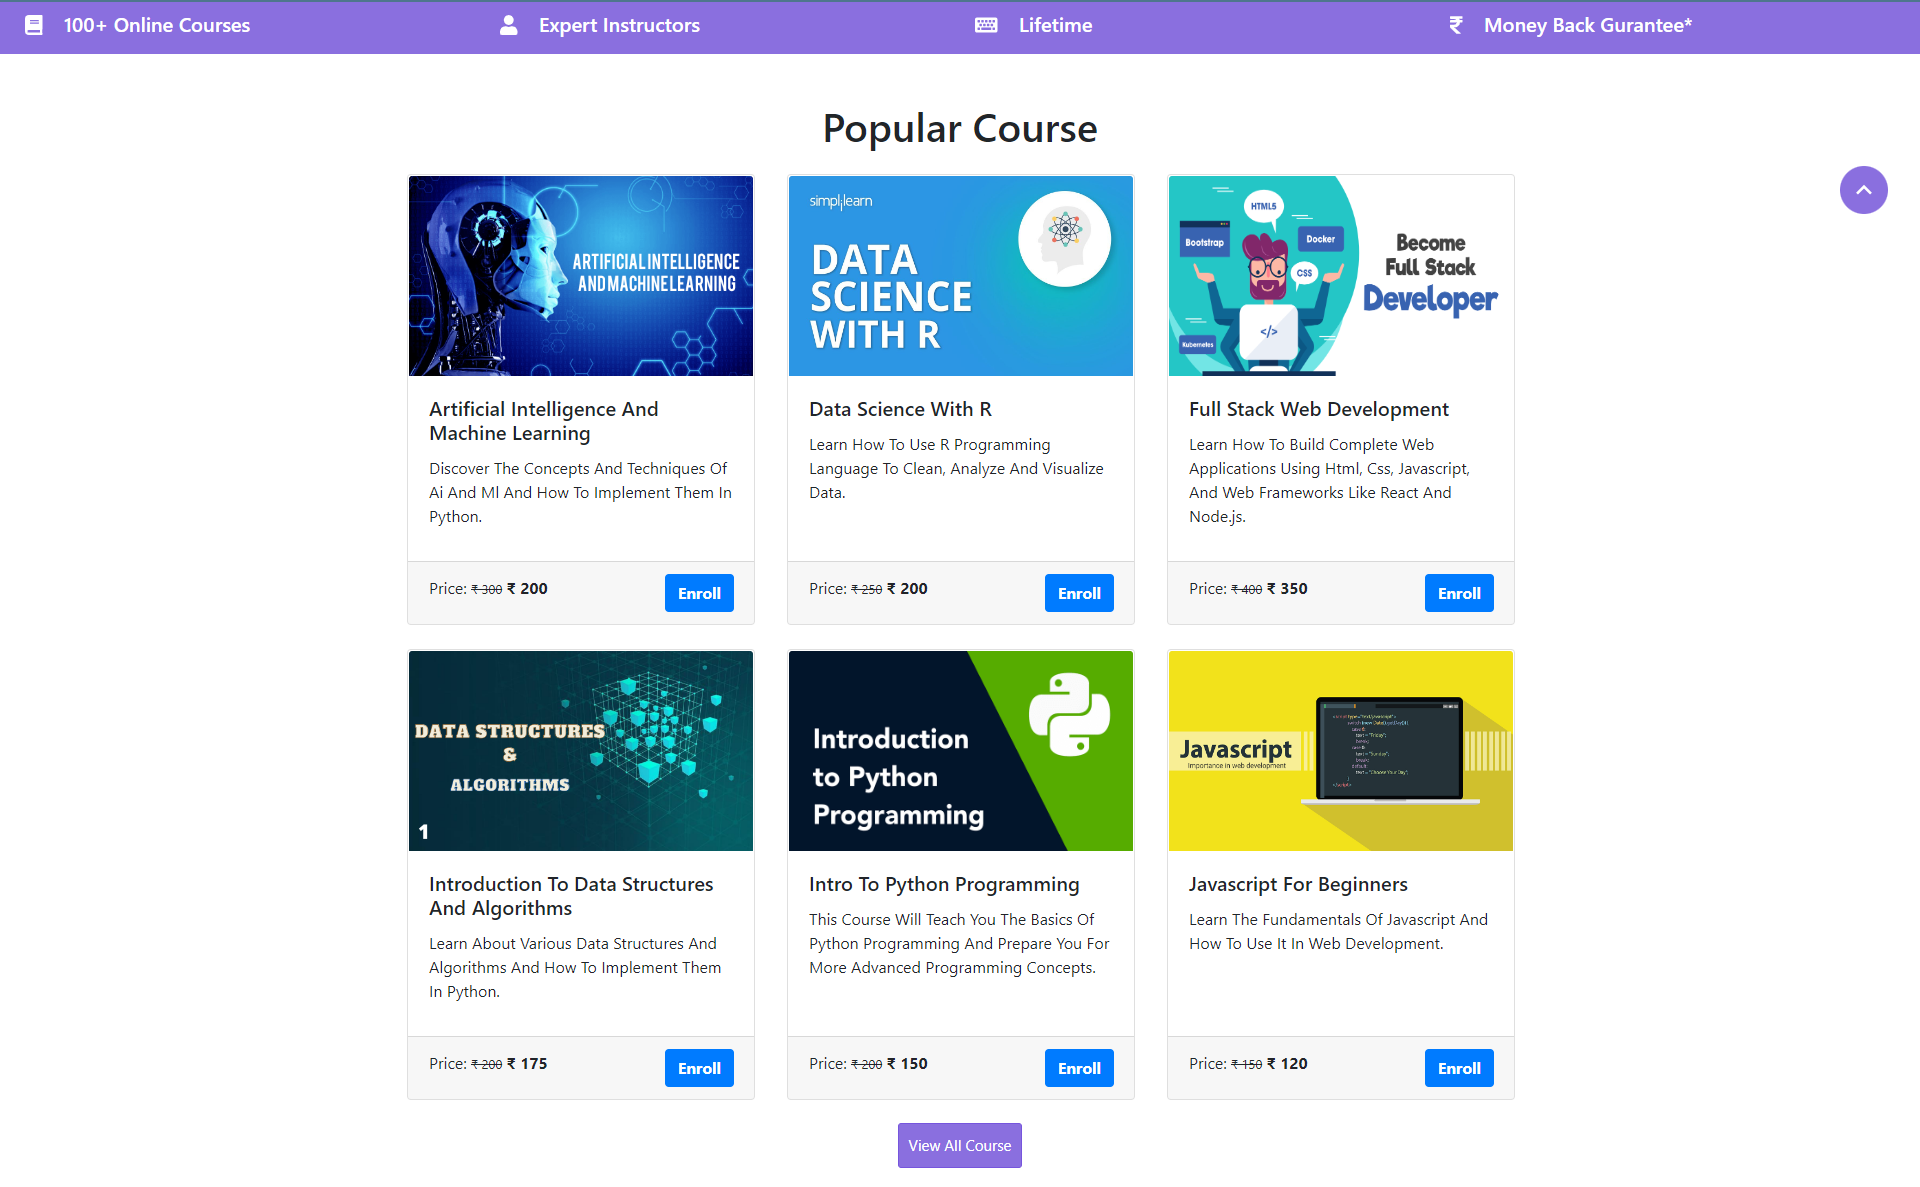 100+ Online Courses
Expert Instructors
Lifetime
Money Back Gurantee*
Popular Course
ARTIFICIAL INTELLIGENCE
AND MACHINE LEARNING
simplilearn
DATA
SCIENCE
WITH R
HTML5
Bootstrap
Docker
CSS
</>
Kubernetes
Become
Full Stack
Developer
Artificial Intelligence And
Machine Learning
Discover The Concepts And Techniques Of
Ai And Ml And How To Implement Them In
Python.
Price: ₹ 300 ₹ 200
Enroll
Data Science With R
Learn How To Use R Programming
Language To Clean, Analyze And Visualize
Data.
Price: ₹ 250 ₹ 200
Enroll
Full Stack Web Development
Learn How To Build Complete Web
Applications Using Html, Css, Javascript,
And Web Frameworks Like React And
Node.js.
Price: ₹ 400 ₹ 350
Enroll
DATA STRUCTURES
&
ALGORITHMS
1
Introduction
to Python
Programming
Javascript
Importance in web development
Introduction To Data Structures
And Algorithms
Learn About Various Data Structures And
Algorithms And How To Implement Them
In Python.
Price: ₹ 200 ₹ 175
Enroll
Intro To Python Programming
This Course Will Teach You The Basics Of
Python Programming And Prepare You For
More Advanced Programming Concepts.
Price: ₹ 200 ₹ 150
Enroll
Javascript For Beginners
Learn The Fundamentals Of Javascript And
How To Use It In Web Development.
Price: ₹ 150 ₹ 120
Enroll
View All Course